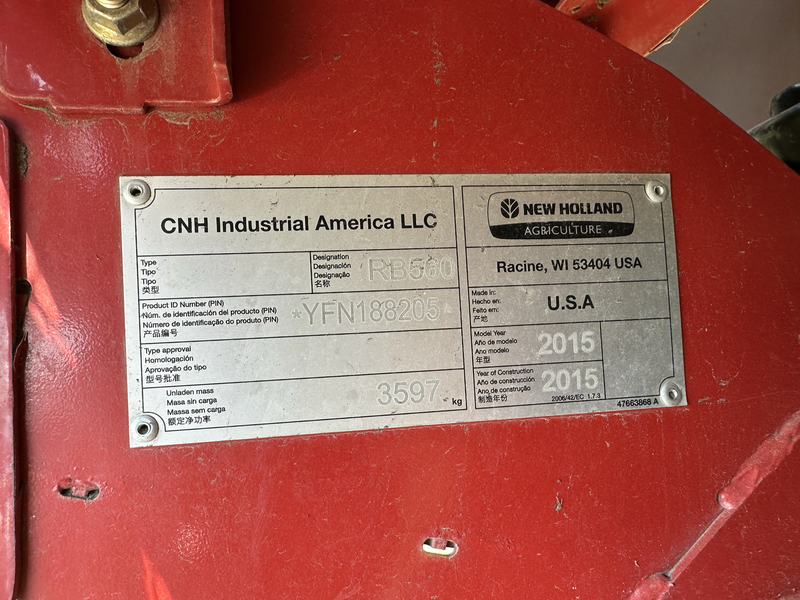 CNH Industrial America LLC
Type
Tipo
Tipo
类型
Designation
Designación
Designação
名称
RB560
Product ID Number (PIN)
Núm. de identificación del producto (PIN)
Número de identificação do produto (PIN)
产品编号
*YFN188205*
Type approval
Homologación
Aprovação do tipo
型号批准
Unladen mass
Masa sin carga
Massa sem carga
额定净功率
3597 kg
NEW HOLLAND
AGRICULTURE
Racine, WI 53404 USA
Made in:
Hecho en:
Feito em:
产地
U.S.A
Model Year
Año de modelo
Ano modelo
年型
2015
Year of Construction
Año de construcción
Ano de construção
制造年份
2015
2006/42/EC 1.7.3
47663868 A